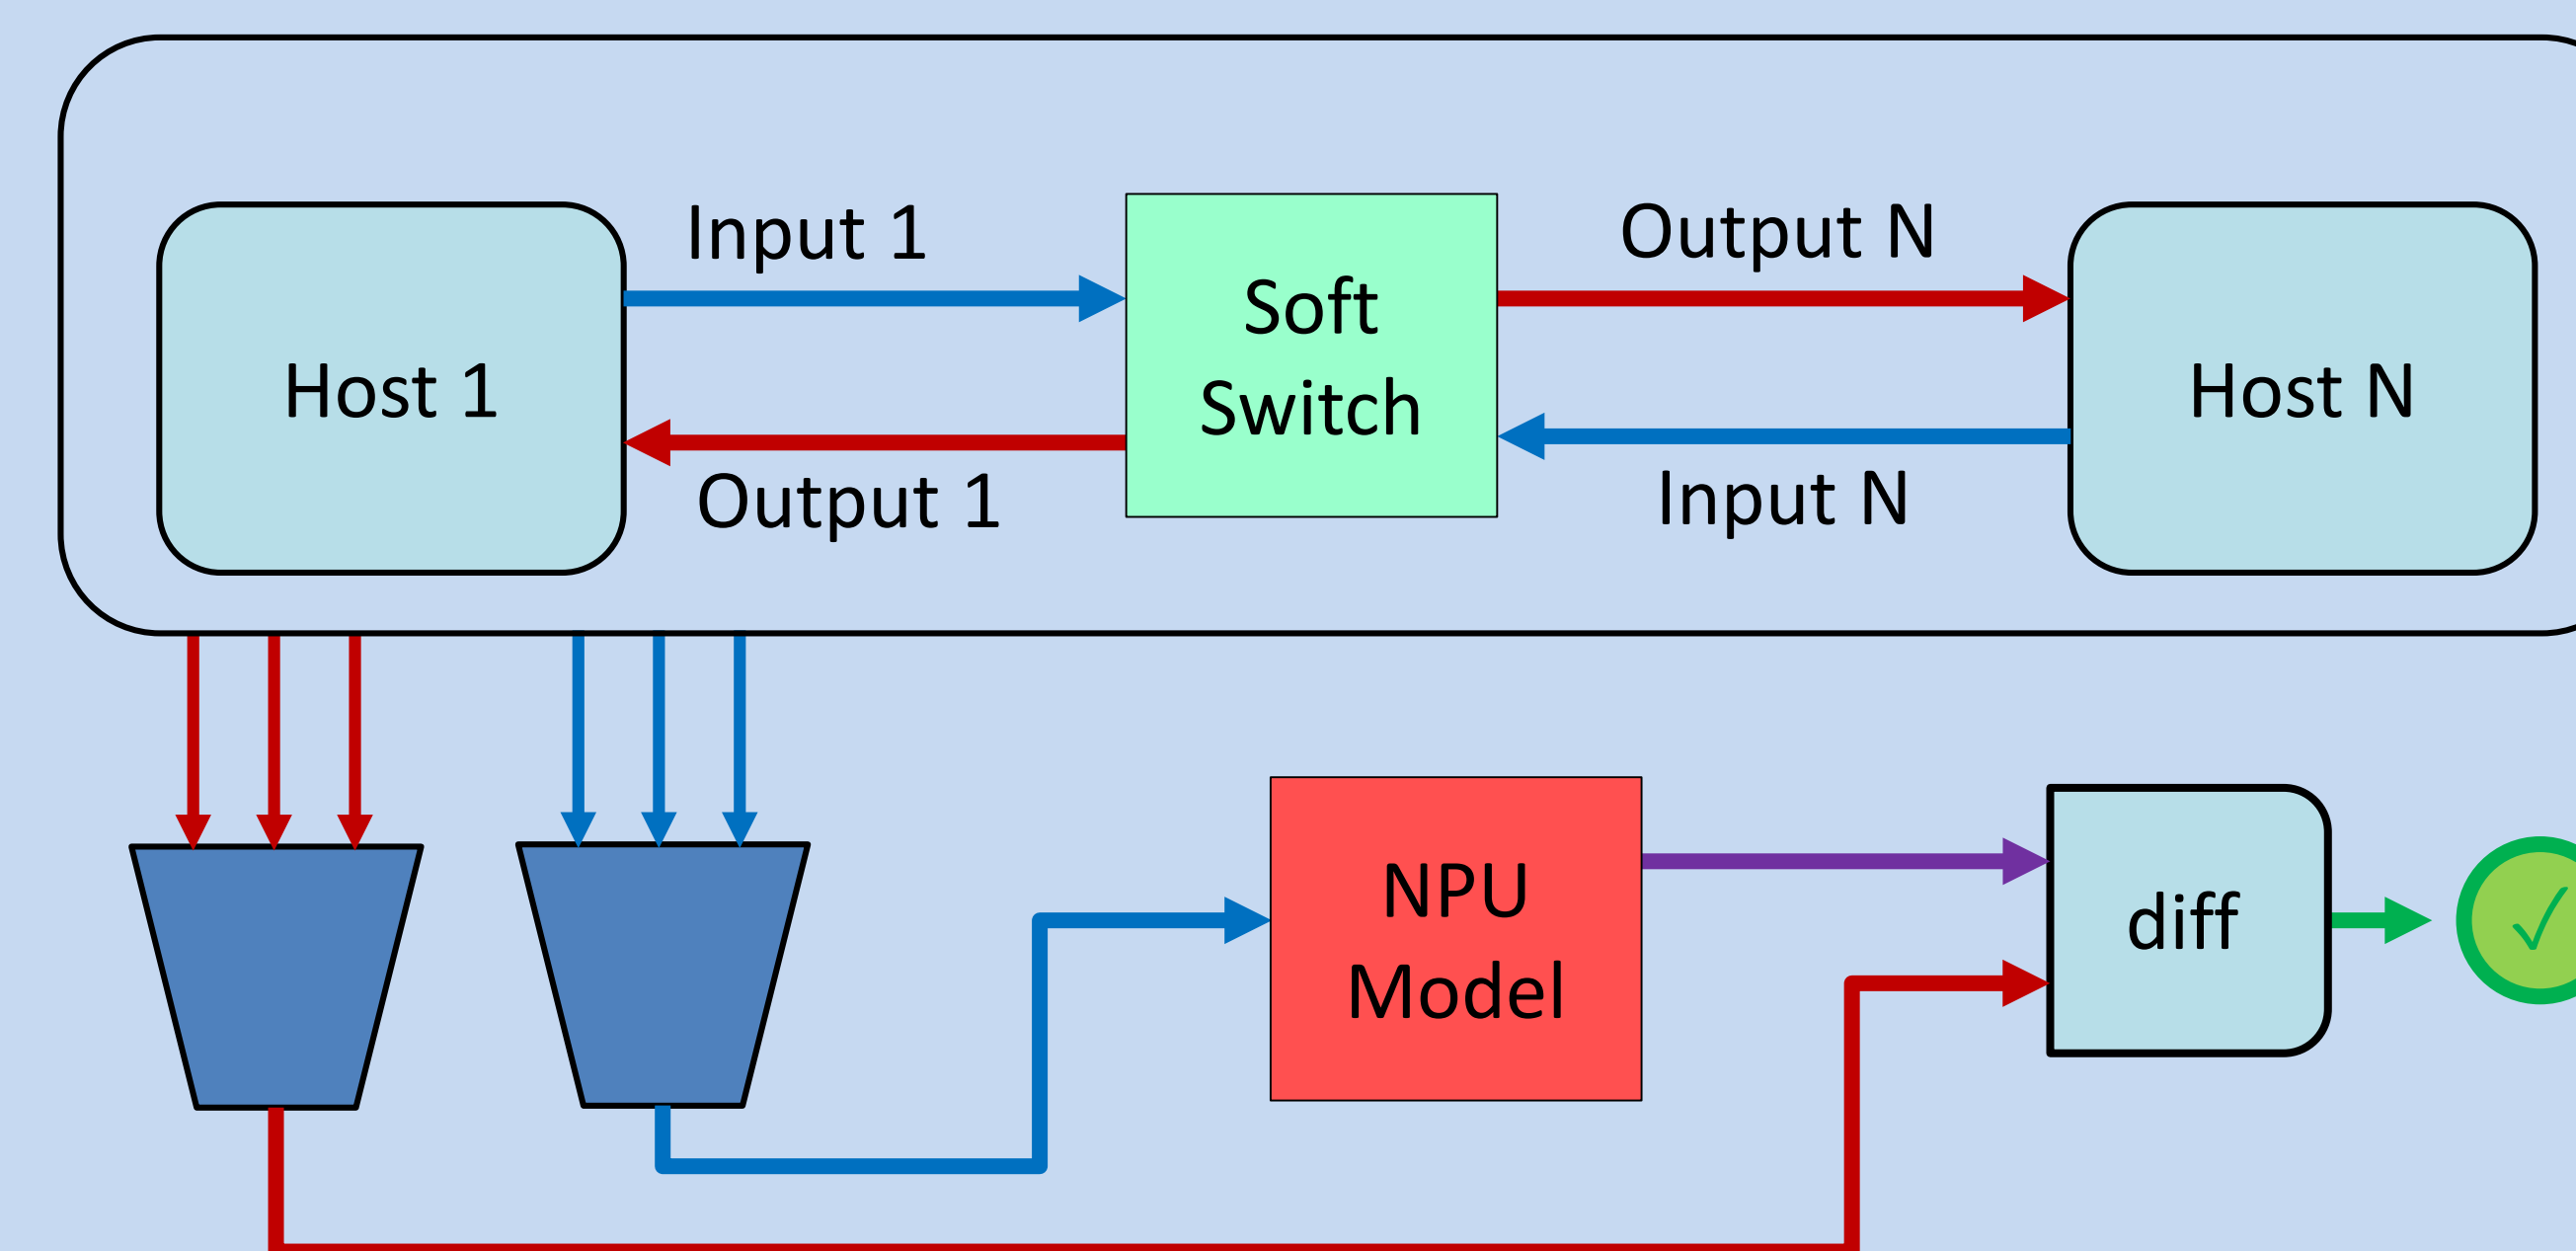 Input 1
Output N
Soft
Switch
Host 1
Host N
Output 1
Input N
NPU
Model
diff
✓